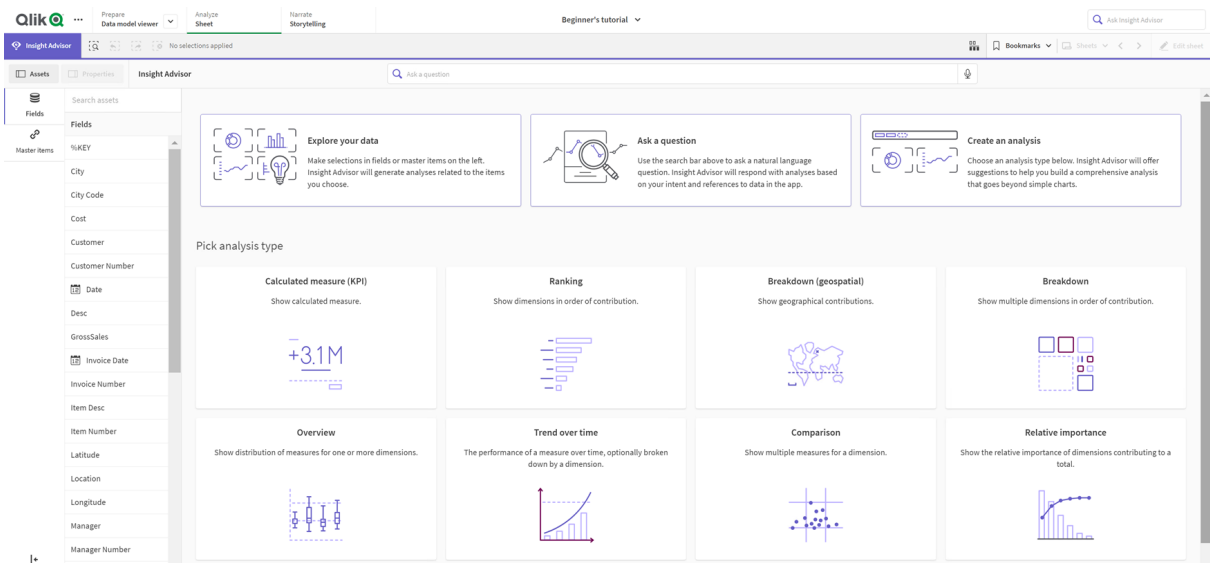 Qlik
Prepare
Data model viewer
Analyze
Sheet
Narrate
Storytelling
Beginner's tutorial
Ask Insight Advisor
Insight Advisor
No selections applied
Bookmarks
Sheets
Edit sheet
Assets
Properties
Insight Advisor
Ask a question
Fields
Master items
Search assets
Fields
%KEY
City
City Code
Cost
Customer
Customer Number
Date
Desc
GrossSales
Invoice Date
Invoice Number
Item Desc
Item Number
Latitude
Location
Longitude
Manager
Manager Number
Explore your data
Make selections in fields or master items on the left.
Insight Advisor will generate analyses related to the items
you choose.
Ask a question
Use the search bar above to ask a natural language
question. Insight Advisor will respond with analyses based
on your intent and references to data in the app.
Create an analysis
Choose an analysis type below. Insight Advisor will offer
suggestions to help you build a comprehensive analysis
that goes beyond simple charts.
Pick analysis type
Calculated measure (KPI)
Show calculated measure.
+3.1M
Ranking
Show dimensions in order of contribution.
Breakdown (geospatial)
Show geographical contributions.
Breakdown
Show multiple dimensions in order of contribution.
Overview
Show distribution of measures for one or more dimensions.
Trend over time
The performance of a measure over time, optionally broken
down by a dimension.
Comparison
Show multiple measures for a dimension.
Relative importance
Show the relative importance of dimensions contributing to a
total.